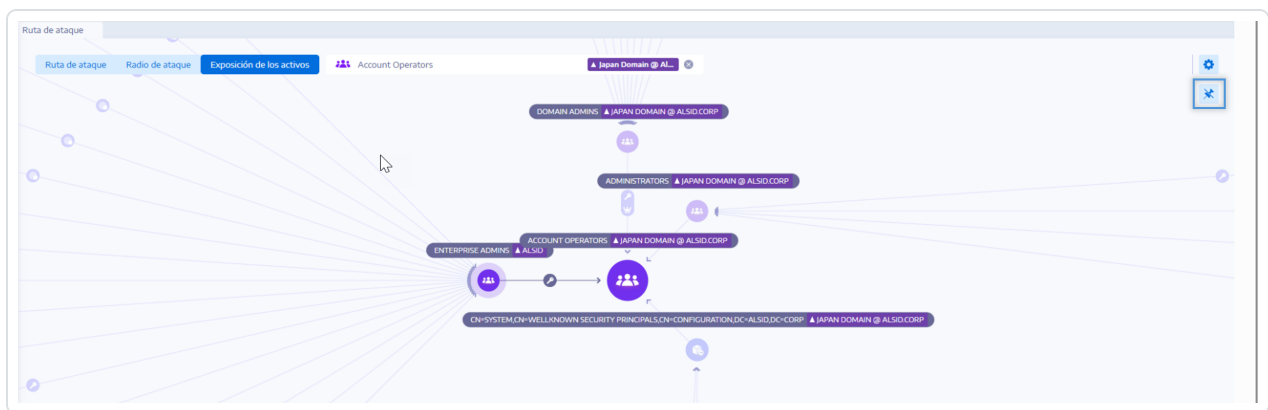 Ruta de ataque
Ruta de ataque Radio de ataque Exposición de los activos Account Operators Japan Domain @ Al...
DOMAIN ADMINS JAPAN DOMAIN @ ALSID.CORP
ADMINISTRATORS JAPAN DOMAIN @ ALSID.CORP
ACCOUNT OPERATORS JAPAN DOMAIN @ ALSID.CORP
ENTERPRISE ADMINS ALSID
CN=SYSTEM,CN=WELLKNOWN SECURITY PRINCIPALS,CN=CONFIGURATION,DC=ALSID,DC=CORP JAPAN DOMAIN @ ALSID.CORP